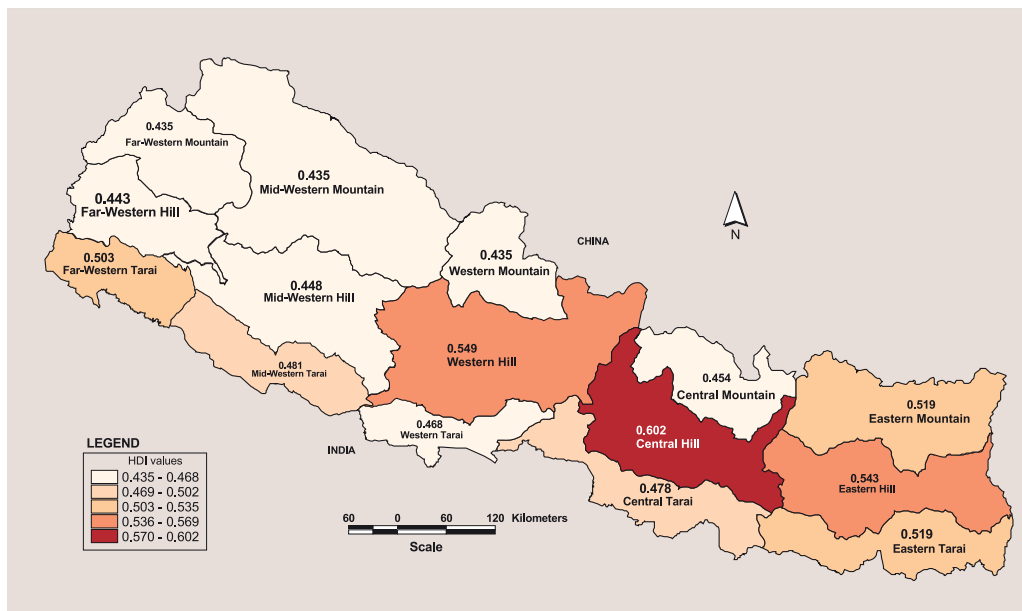 0.435
Far-Western Mountain
0.435
Mid-Western Mountain
0.443
Far-Western Hill
N
CHINA
0.503
Far-Western Tarai
0.435
Western Mountain
0.448
Mid-Western Hill
0.549
Western Hill
0.481
Mid-Western Tarai
0.454
Central Mountain
0.519
Eastern Mountain
0.468
Western Tarai
0.602
Central Hill
INDIA
0.543
Eastern Hill
0.478
Central Tarai
0.519
Eastern Tarai
LEGEND
HDI values
0.435 - 0.468
0.469 - 0.502
0.503 - 0.535
0.536 - 0.569
0.570 - 0.602
60 0 60 120 Kilometers
Scale